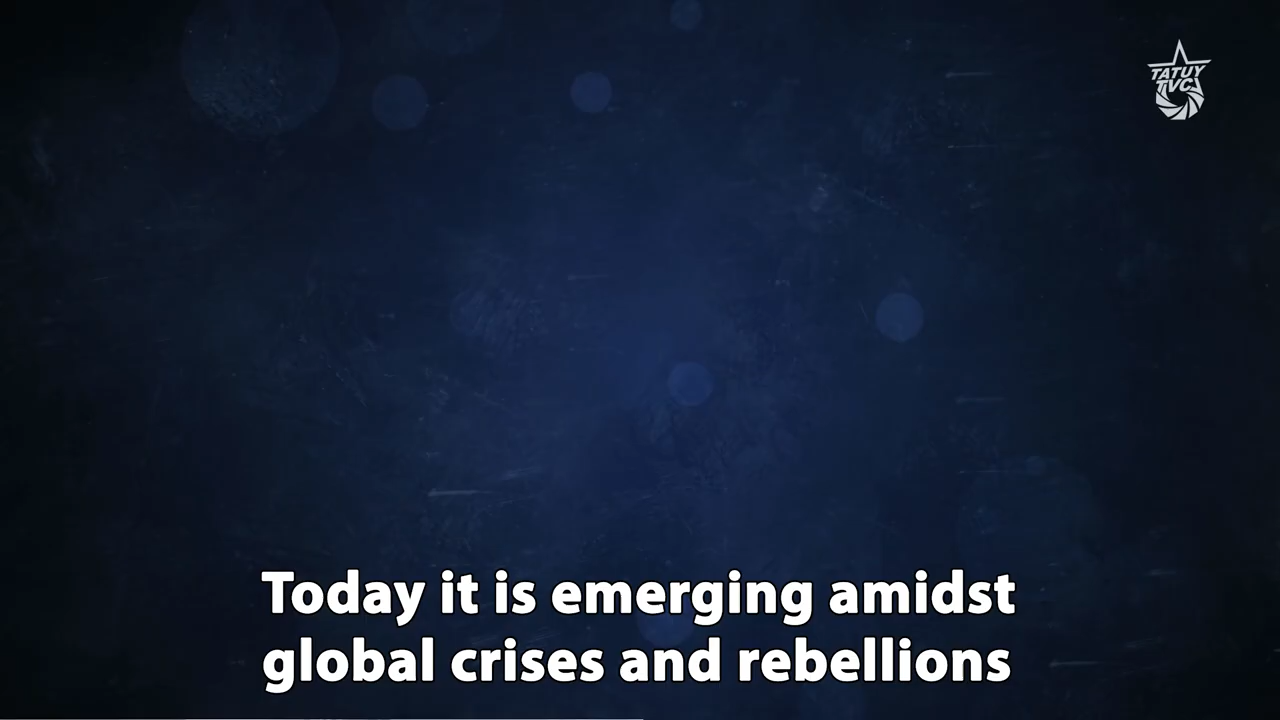 TATUY
TVC
Today it is emerging amidst
global crises and rebellions